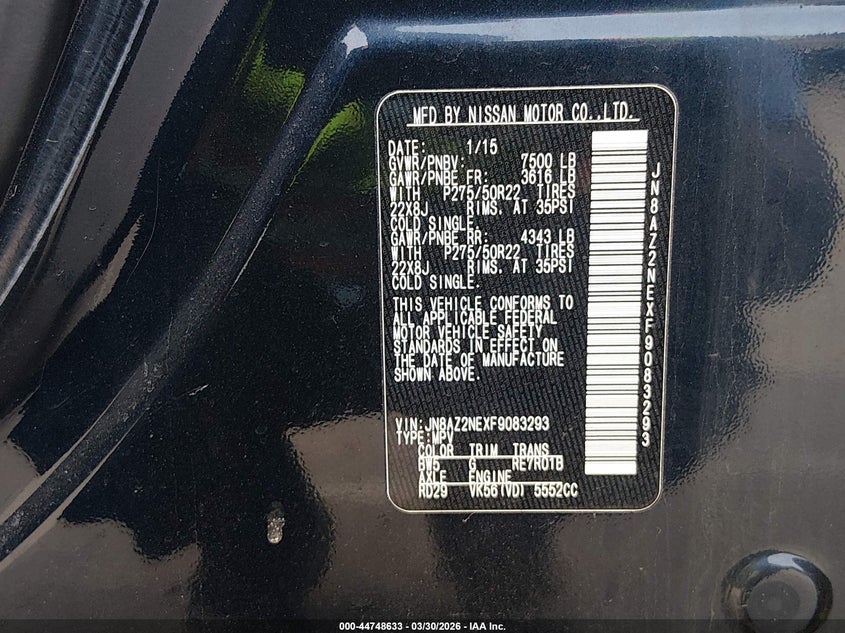 MFD BY NISSAN MOTOR CO.,LTD.
DATE: 1/15
GVWR/PNBV: 7500 LB
GAWR/PNBE FR: 3616 LB
WITH P275/50R22 TIRES
22X8J RIMS. AT 35PSI
COLD SINGLE.
GAWR/PNBE RR: 4343 LB
WITH P275/50R22 TIRES
22X8J RIMS. AT 35PSI
COLD SINGLE.
THIS VEHICLE CONFORMS TO
ALL APPLICABLE FEDERAL
MOTOR VEHICLE SAFETY
STANDARDS IN EFFECT ON
THE DATE OF MANUFACTURE
SHOWN ABOVE.
VIN:JN8AZ2NEXF9083293
TYPE:MPV
COLOR TRIM TRANS
BW5 G RE7R01B
AXLE ENGINE
RD29 VK56(VD) 5552CC
JN8AZ2NEXF9083293
000-44748633 - 03/30/2026 - IAA Inc.